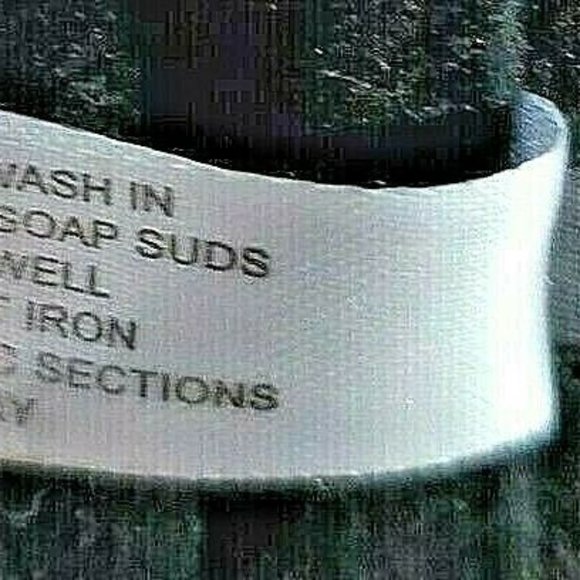 WASH IN
SOAP SUDS
WELL
IRON
SECTIONS